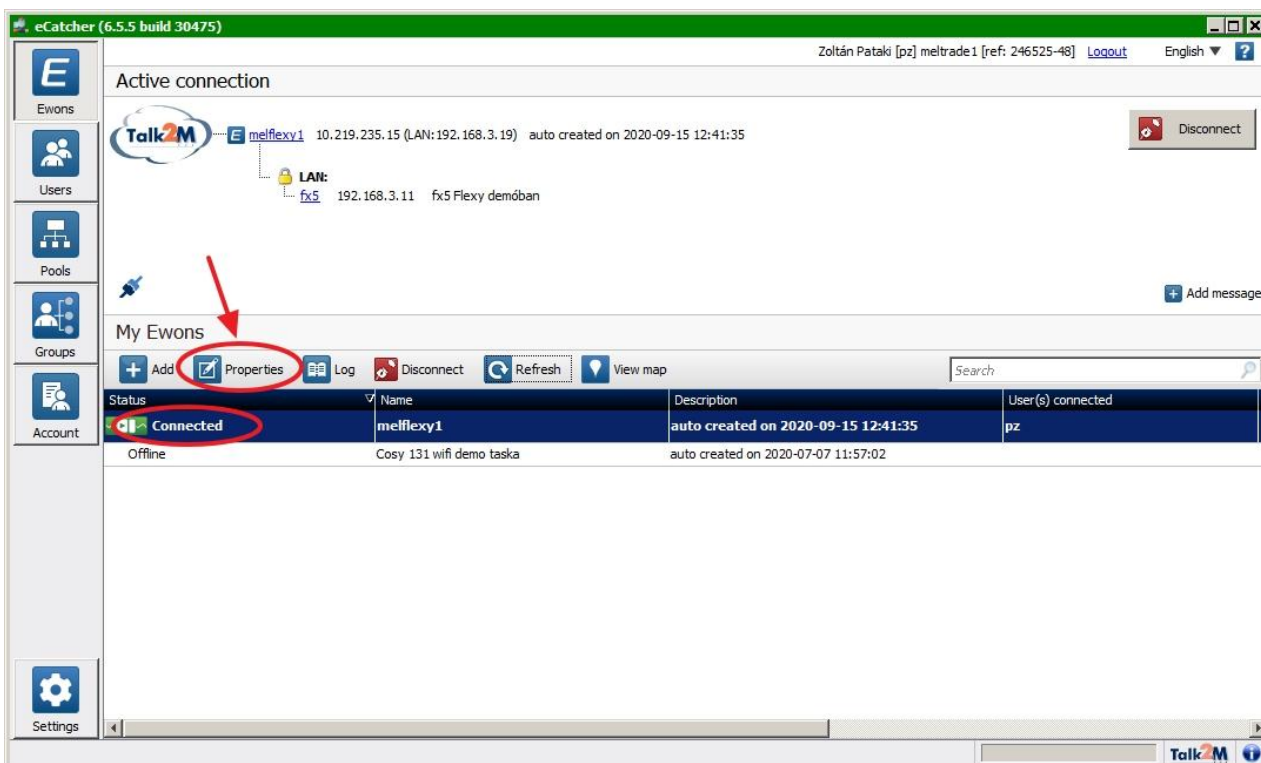 eCatcher (6.5.5 build 30475)
Zoltán Pataki [pz] meltrade1 [ref: 246525-48] Logout English
Ewons
Users
Pools
Groups
Account
Settings
Active connection
Talk2M melflexy1 10.219.235.15 (LAN:192.168.3.19) auto created on 2020-09-15 12:41:35
Disconnect
LAN:
fx5 192.168.3.11 fx5 Flexy demóban
Add message
My Ewons
Add Properties Log Disconnect Refresh View map Search
Status Name Description User(s) connected
Connected melflexy1 auto created on 2020-09-15 12:41:35 pz
Offline Cosy 131 wifi demo taska auto created on 2020-07-07 11:57:02
Talk2M